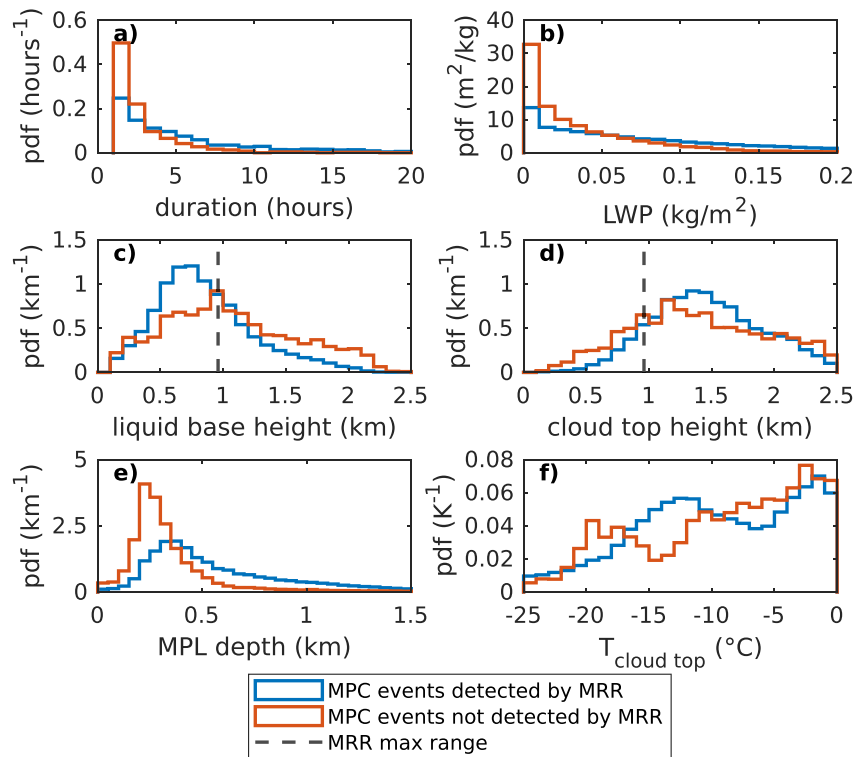 a)
pdf (hours⁻¹)
0.6
0.4
0.2
0
0 5 10 15 20
duration (hours)
b)
pdf (m²/kg)
40
30
20
10
0
0 0.05 0.1 0.15 0.2
LWP (kg/m²)
c)
pdf (km⁻¹)
1.5
1
0.5
0
0 0.5 1 1.5 2 2.5
liquid base height (km)
d)
pdf (km⁻¹)
1.5
1
0.5
0
0 0.5 1 1.5 2 2.5
cloud top height (km)
e)
pdf (km⁻¹)
5
2.5
0
0 0.5 1 1.5
MPL depth (km)
f)
pdf (K⁻¹)
0.08
0.06
0.04
0.02
0
-25 -20 -15 -10 -5 0
T cloud top (°C)
MPC events detected by MRR
MPC events not detected by MRR
MRR max range